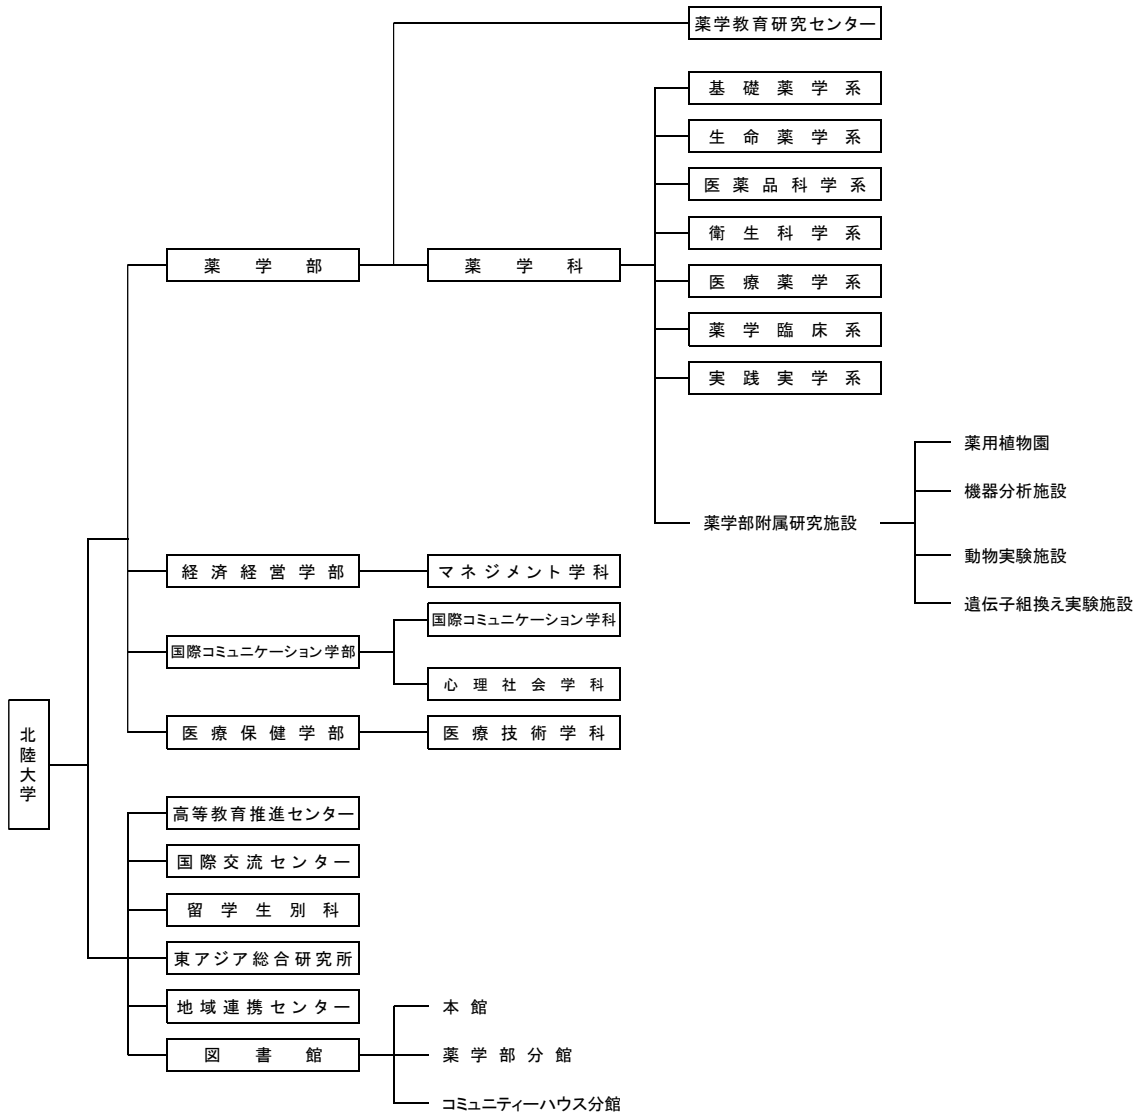 薬学教育研究センター
基礎薬学系
生命薬学系
医薬品科学系
衛生科学系
薬学部
薬学科
医療薬学系
薬学臨床系
実践実学系
薬用植物園
機器分析施設
薬学部附属研究施設
動物実験施設
遺伝子組換え実験施設
経済経営学部
マネジメント学科
国際コミュニケーション学科
国際コミュニケーション学部
心理社会学科
医療保健学部
医療技術学科
北陸大学
高等教育推進センター
国際交流センター
留学生別科
東アジア総合研究所
地域連携センター
本館
図書館
薬学部分館
コミュニティーハウス分館